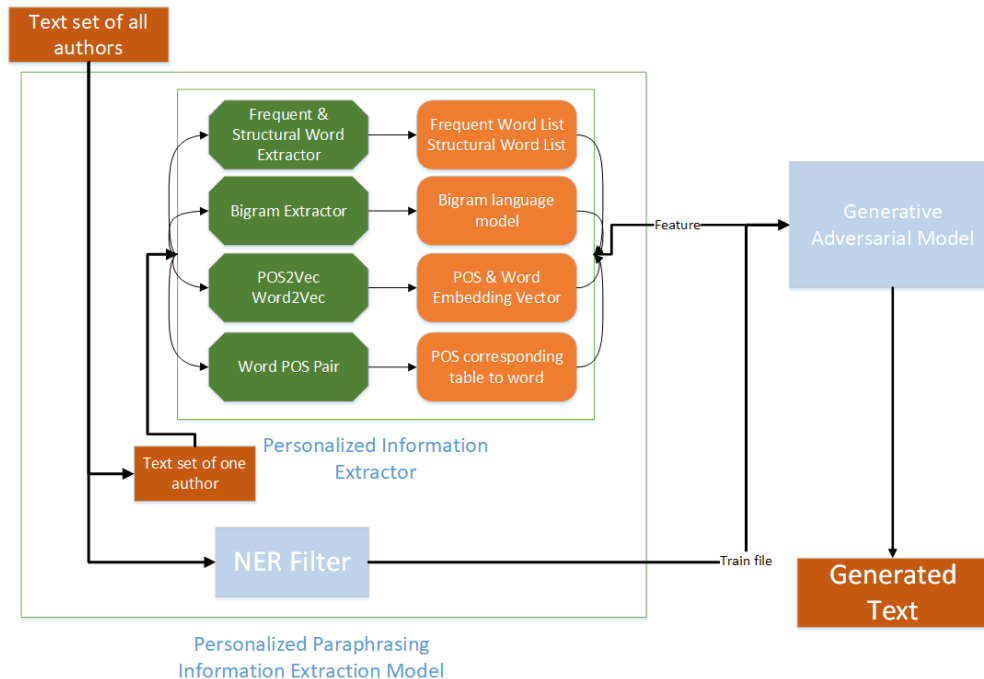 Text set of all
authors
Frequent &
Structural Word
Extractor
Frequent Word List
Structural Word List
Bigram Extractor
Bigram language
model
POS2Vec
Word2Vec
POS & Word
Embedding Vector
Word POS Pair
POS corresponding
table to word
Feature
Generative
Adversarial Model
Personalized Information
Extractor
Text set of one
author
NER Filter
Train file
Generated
Text
Personalized Paraphrasing
Information Extraction Model